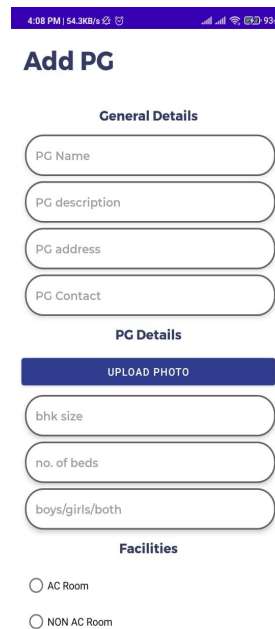 4:08 PM | 54.3KB/s
Add PG
General Details
PG Name
PG description
PG address
PG Contact
PG Details
UPLOAD PHOTO
bhk size
no. of beds
boys/girls/both
Facilities
AC Room
NON AC Room